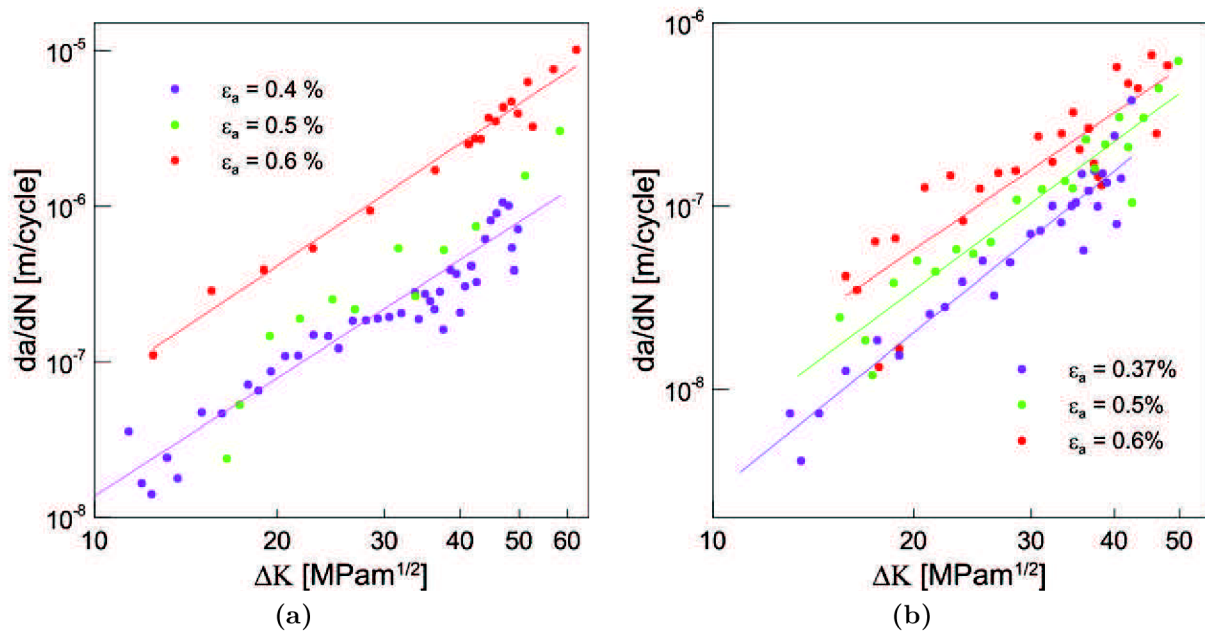 10⁻⁵
10⁻⁶
10⁻⁷
10⁻⁸
da/dN [m/cycle]
εₐ = 0.4 %
εₐ = 0.5 %
εₐ = 0.6 %
10 20 30 40 50 60
ΔK [MPam^1/2]
(a)
10⁻⁶
10⁻⁷
10⁻⁸
da/dN [m/cycle]
εₐ = 0.37%
εₐ = 0.5%
εₐ = 0.6%
10 20 30 40 50
ΔK [MPam^1/2]
(b)